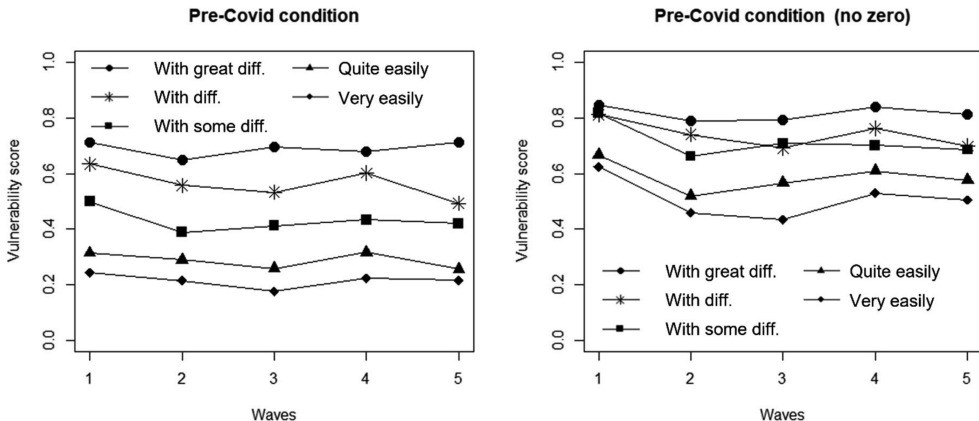 Pre-Covid condition
Vulnerability score
1.0
0.8
0.6
0.4
0.2
0.0
With great diff.
With diff.
With some diff.
Quite easily
Very easily
1 2 3 4 5
Waves
Pre-Covid condition (no zero)
Vulnerability score
1.0
0.8
0.6
0.4
0.2
0.0
With great diff.
With diff.
With some diff.
Quite easily
Very easily
1 2 3 4 5
Waves